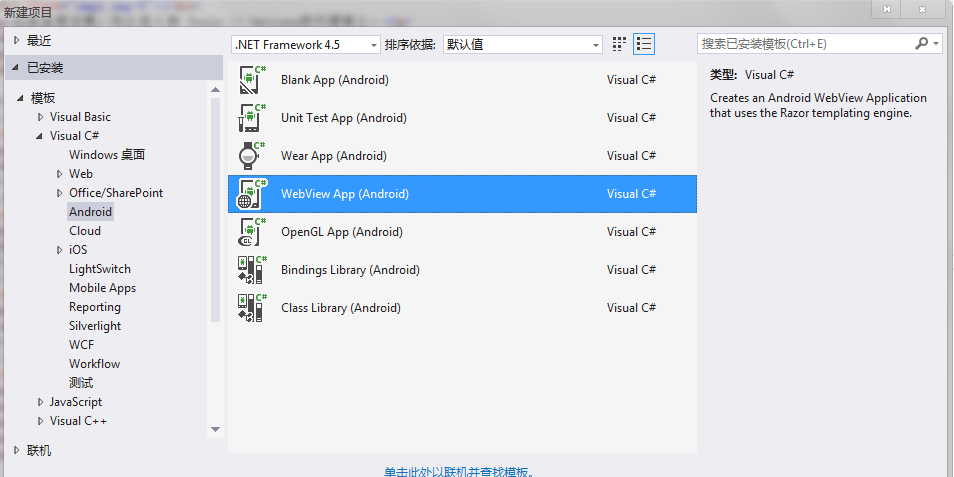 新建项目
最近
已安装
模板
Visual Basic
Visual C#
Windows 桌面
Web
Office/SharePoint
Android
Cloud
iOS
LightSwitch
Mobile Apps
Reporting
Silverlight
WCF
Workflow
测试
JavaScript
Visual C++
联机
.NET Framework 4.5 排序依据: 默认值
Blank App (Android) Visual C#
Unit Test App (Android) Visual C#
Wear App (Android) Visual C#
WebView App (Android) Visual C#
OpenGL App (Android) Visual C#
Bindings Library (Android) Visual C#
Class Library (Android) Visual C#
单击此处以联机并查找模板。
搜索已安装模板(Ctrl+E)
类型: Visual C#
Creates an Android WebView Application
that uses the Razor templating engine.